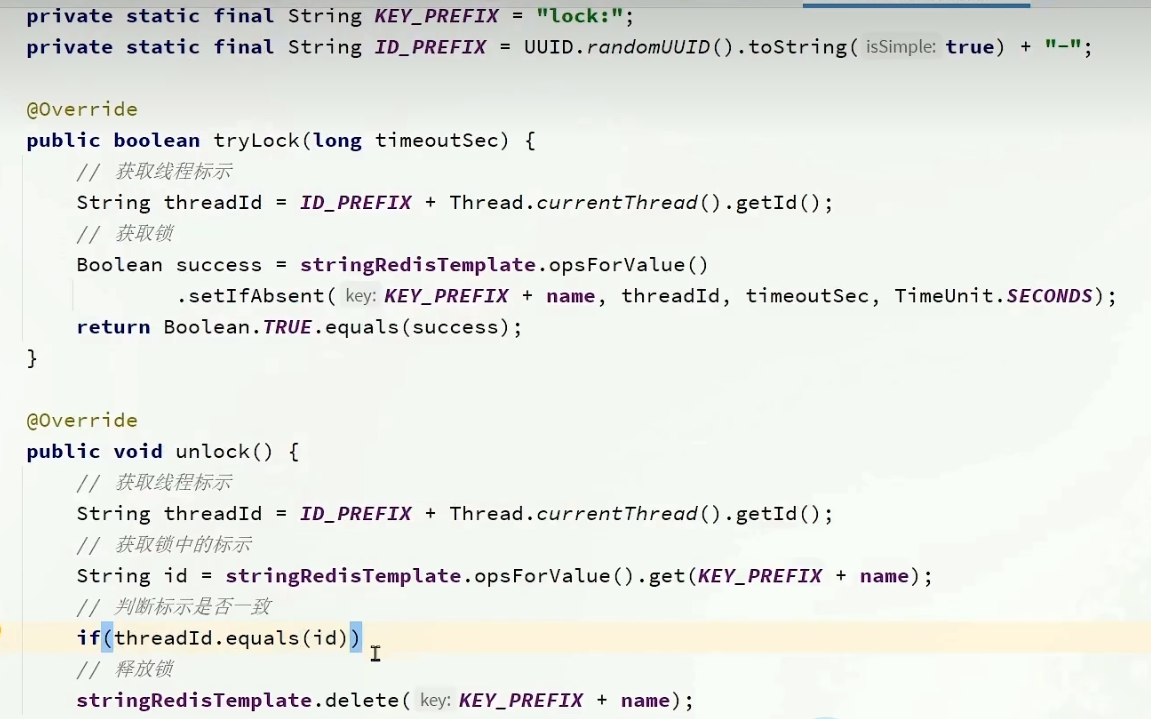 private static final String KEY_PREFIX = "lock:";
private static final String ID_PREFIX = UUID.randomUUID().toString( isSimple: true) + "-";
@Override
public boolean tryLock(long timeoutSec) {
// 获取线程标示
String threadId = ID_PREFIX + Thread.currentThread().getId();
// 获取锁
Boolean success = stringRedisTemplate.opsForValue()
.setIfAbsent( key: KEY_PREFIX + name, threadId, timeoutSec, TimeUnit.SECONDS);
return Boolean.TRUE.equals(success);
}
@Override
public void unlock() {
// 获取线程标示
String threadId = ID_PREFIX + Thread.currentThread().getId();
// 获取锁中的标示
String id = stringRedisTemplate.opsForValue().get(KEY_PREFIX + name);
// 判断标示是否一致
if(threadId.equals(id))
// 释放锁
stringRedisTemplate.delete( key: KEY_PREFIX + name);